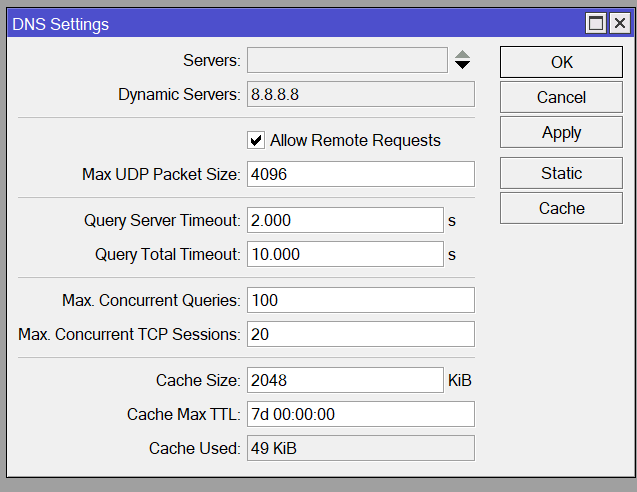 DNS Settings
Servers:
OK
Dynamic Servers: 8.8.8.8
Cancel
Allow Remote Requests
Apply
Max UDP Packet Size: 4096
Static
Query Server Timeout: 2.000 s
Cache
Query Total Timeout: 10.000 s
Max. Concurrent Queries: 100
Max. Concurrent TCP Sessions: 20
Cache Size: 2048 KiB
Cache Max TTL: 7d 00:00:00
Cache Used: 49 KiB